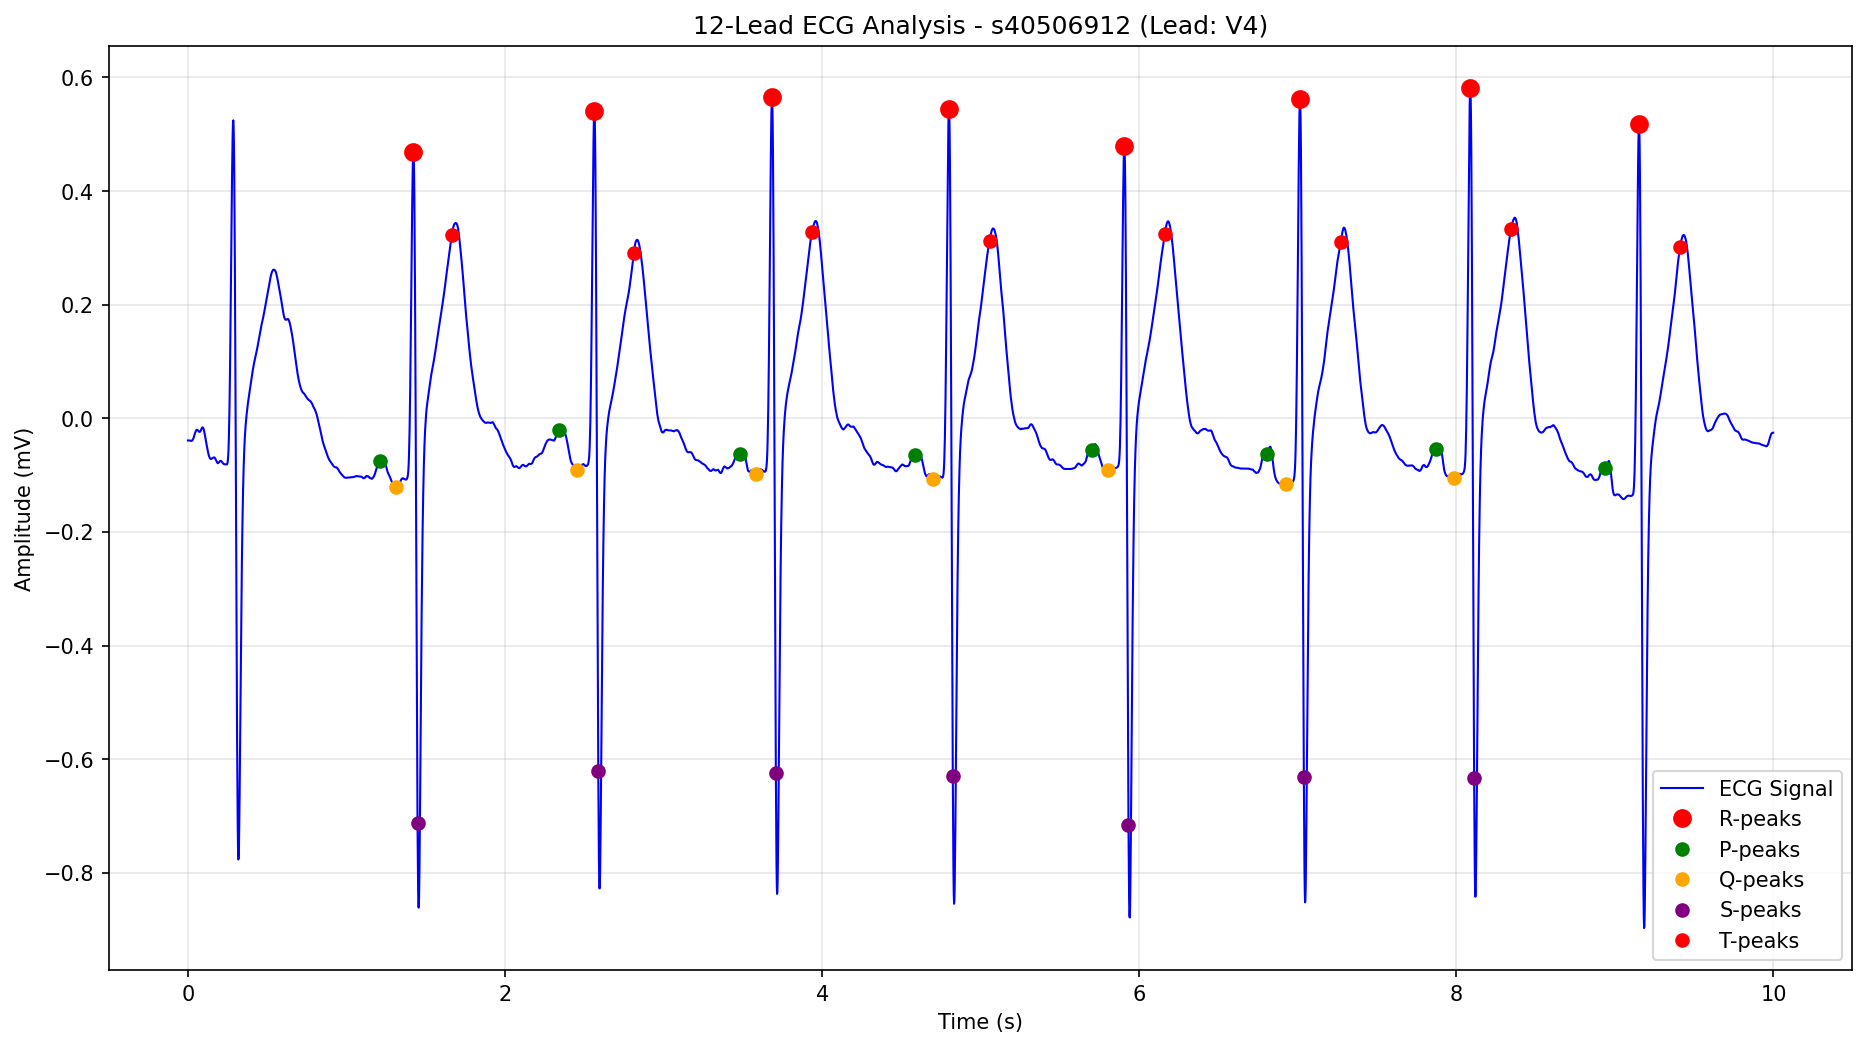 12-Lead ECG Analysis - s40506912 (Lead: V4)
Amplitude (mV)
0.6
0.4
0.2
0.0
−0.2
−0.4
−0.6
−0.8
ECG Signal
R-peaks
P-peaks
Q-peaks
S-peaks
T-peaks
0 2 4 6 8 10
Time (s)